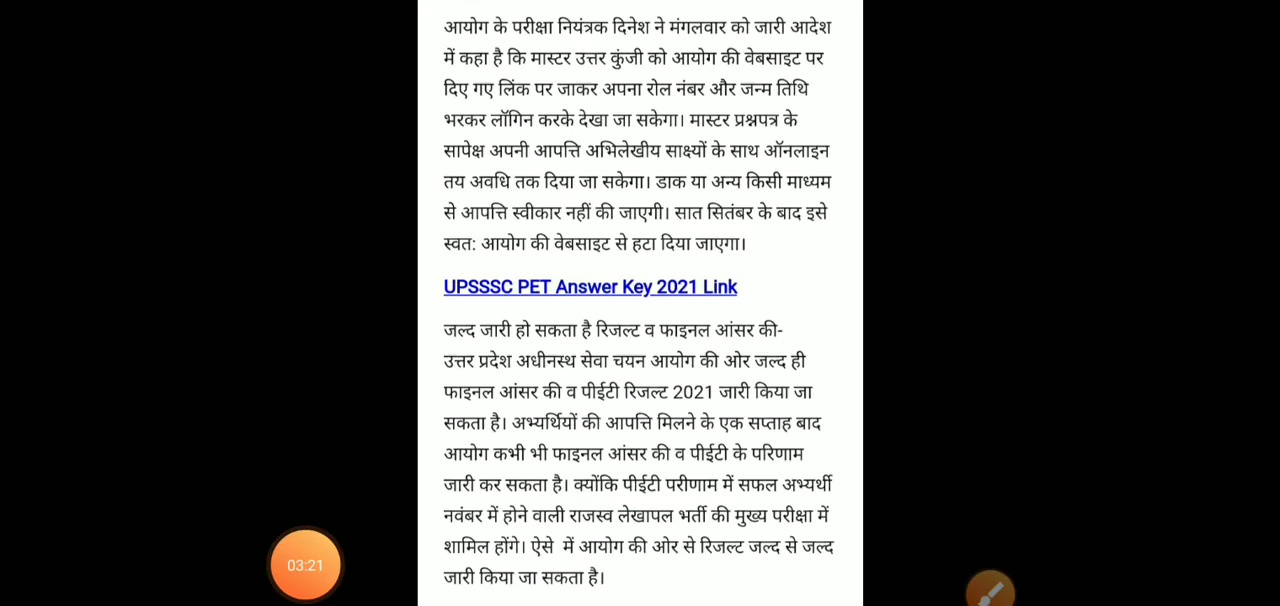 आयोग के परीक्षा नियंत्रक दिनेश ने मंगलवार को जारी आदेश
में कहा है कि मास्टर उत्तर कुंजी को आयोग की वेबसाइट पर
दिए गए लिंक पर जाकर अपना रोल नंबर और जन्म तिथि
भरकर लॉगिन करके देखा जा सकेगा। मास्टर प्रश्नपत्र के
सापेक्ष अपनी आपत्ति अभिलेखीय साक्ष्यों के साथ ऑनलाइन
तय अवधि तक दिया जा सकेगा। डाक या अन्य किसी माध्यम
से आपत्ति स्वीकार नहीं की जाएगी। सात सितंबर के बाद इसे
स्वत: आयोग की वेबसाइट से हटा दिया जाएगा।
UPSSSC PET Answer Key 2021 Link
जल्द जारी हो सकता है रिजल्ट व फाइनल आंसर की-
उत्तर प्रदेश अधीनस्थ सेवा चयन आयोग की ओर जल्द ही
फाइनल आंसर की व पीईटी रिजल्ट 2021 जारी किया जा
सकता है। अभ्यर्थियों की आपत्ति मिलने के एक सप्ताह बाद
आयोग कभी भी फाइनल आंसर की व पीईटी के परिणाम
जारी कर सकता है। क्योंकि पीईटी परीणाम में सफल अभ्यर्थी
नवंबर में होने वाली राजस्व लेखापल भर्ती की मुख्य परीक्षा में
शामिल होंगे। ऐसे में आयोग की ओर से रिजल्ट जल्द से जल्द
जारी किया जा सकता है।
03:21